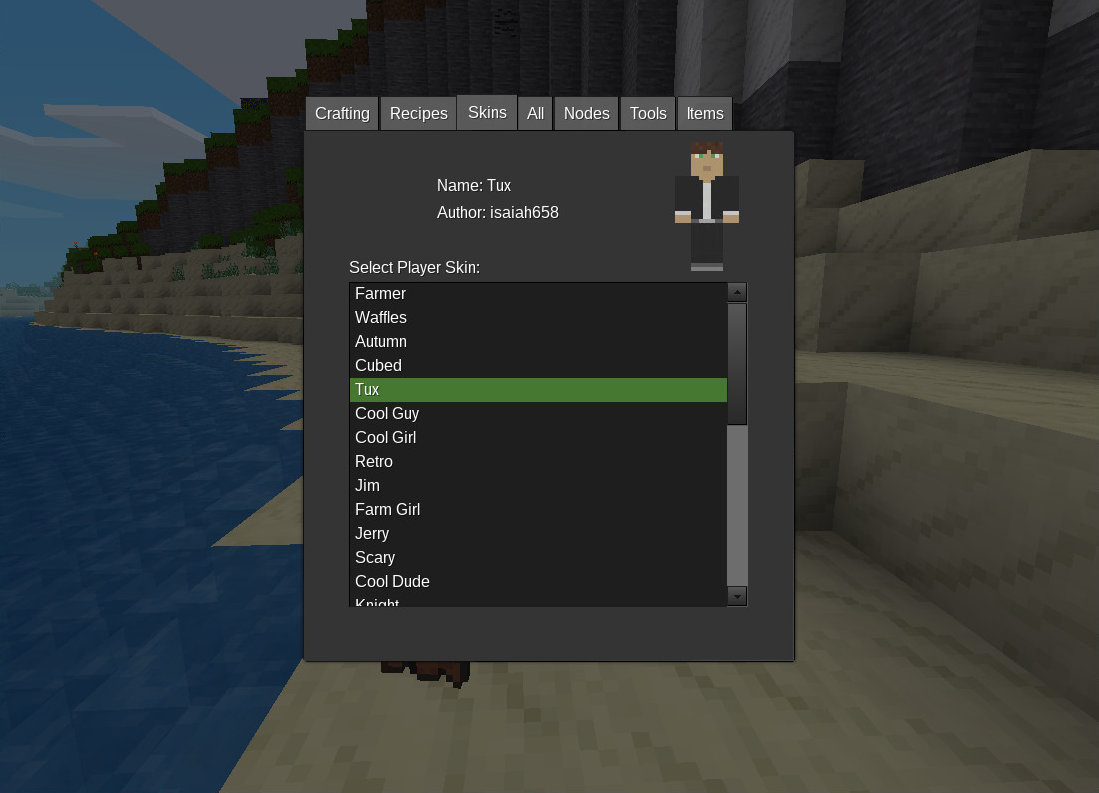 Crafting Recipes Skins All Nodes Tools Items
Name: Tux
Author: isaiah658
Select Player Skin:
Farmer
Waffles
Autumn
Cubed
Tux
Cool Guy
Cool Girl
Retro
Jim
Farm Girl
Jerry
Scary
Cool Dude
Knight